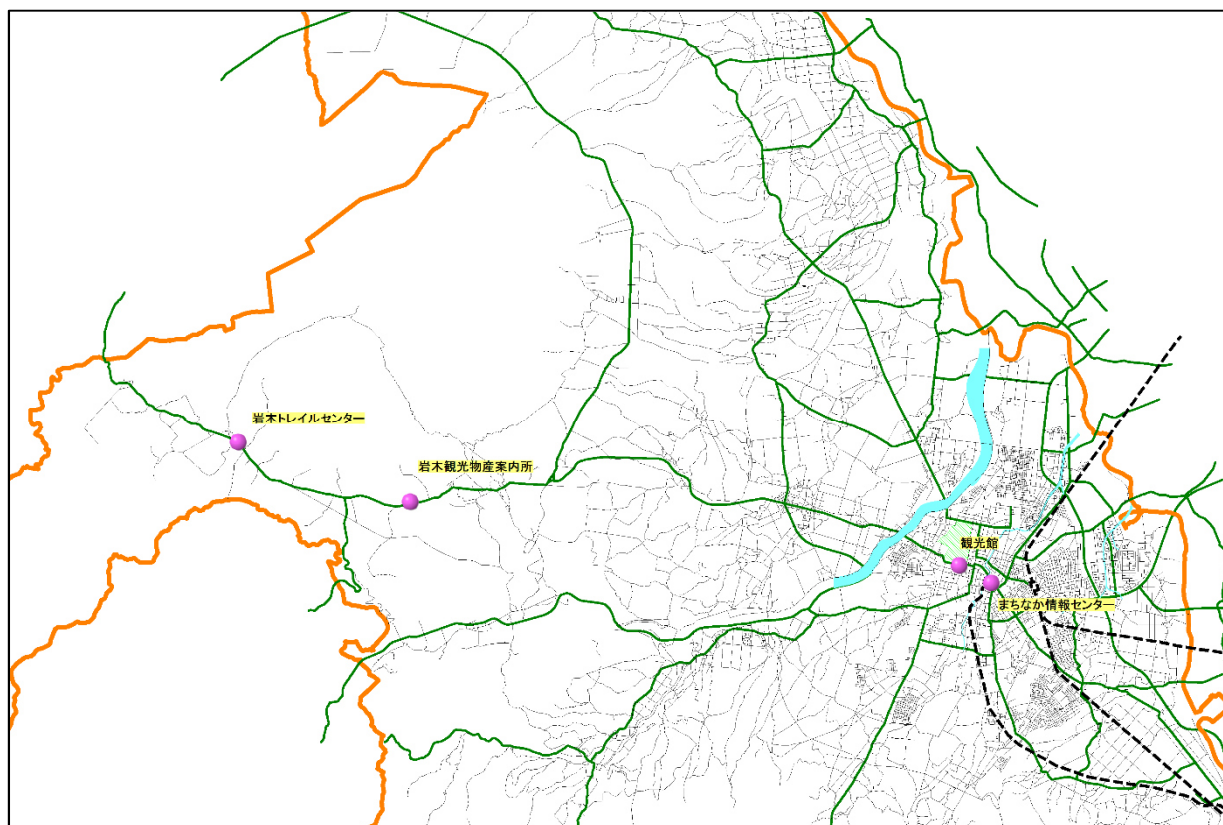 岩木トレイルセンター
岩木観光物産案内所
観光館
まちなか情報センター